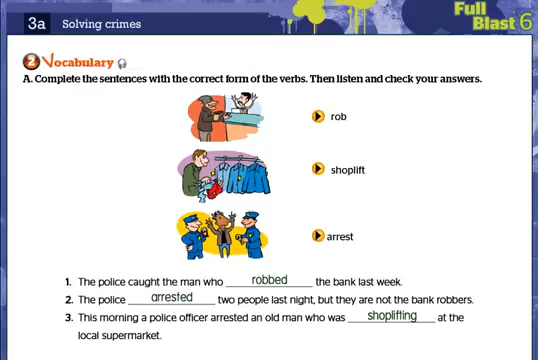 Full
Blast 6
3a Solving crimes
2 Vocabulary
A. Complete the sentences with the correct form of the verbs. Then listen and check your answers.
rob
shoplift
arrest
1. The police caught the man who robbed the bank last week.
2. The police arrested two people last night, but they are not the bank robbers.
3. This morning a police officer arrested an old man who was shoplifting at the
local supermarket.